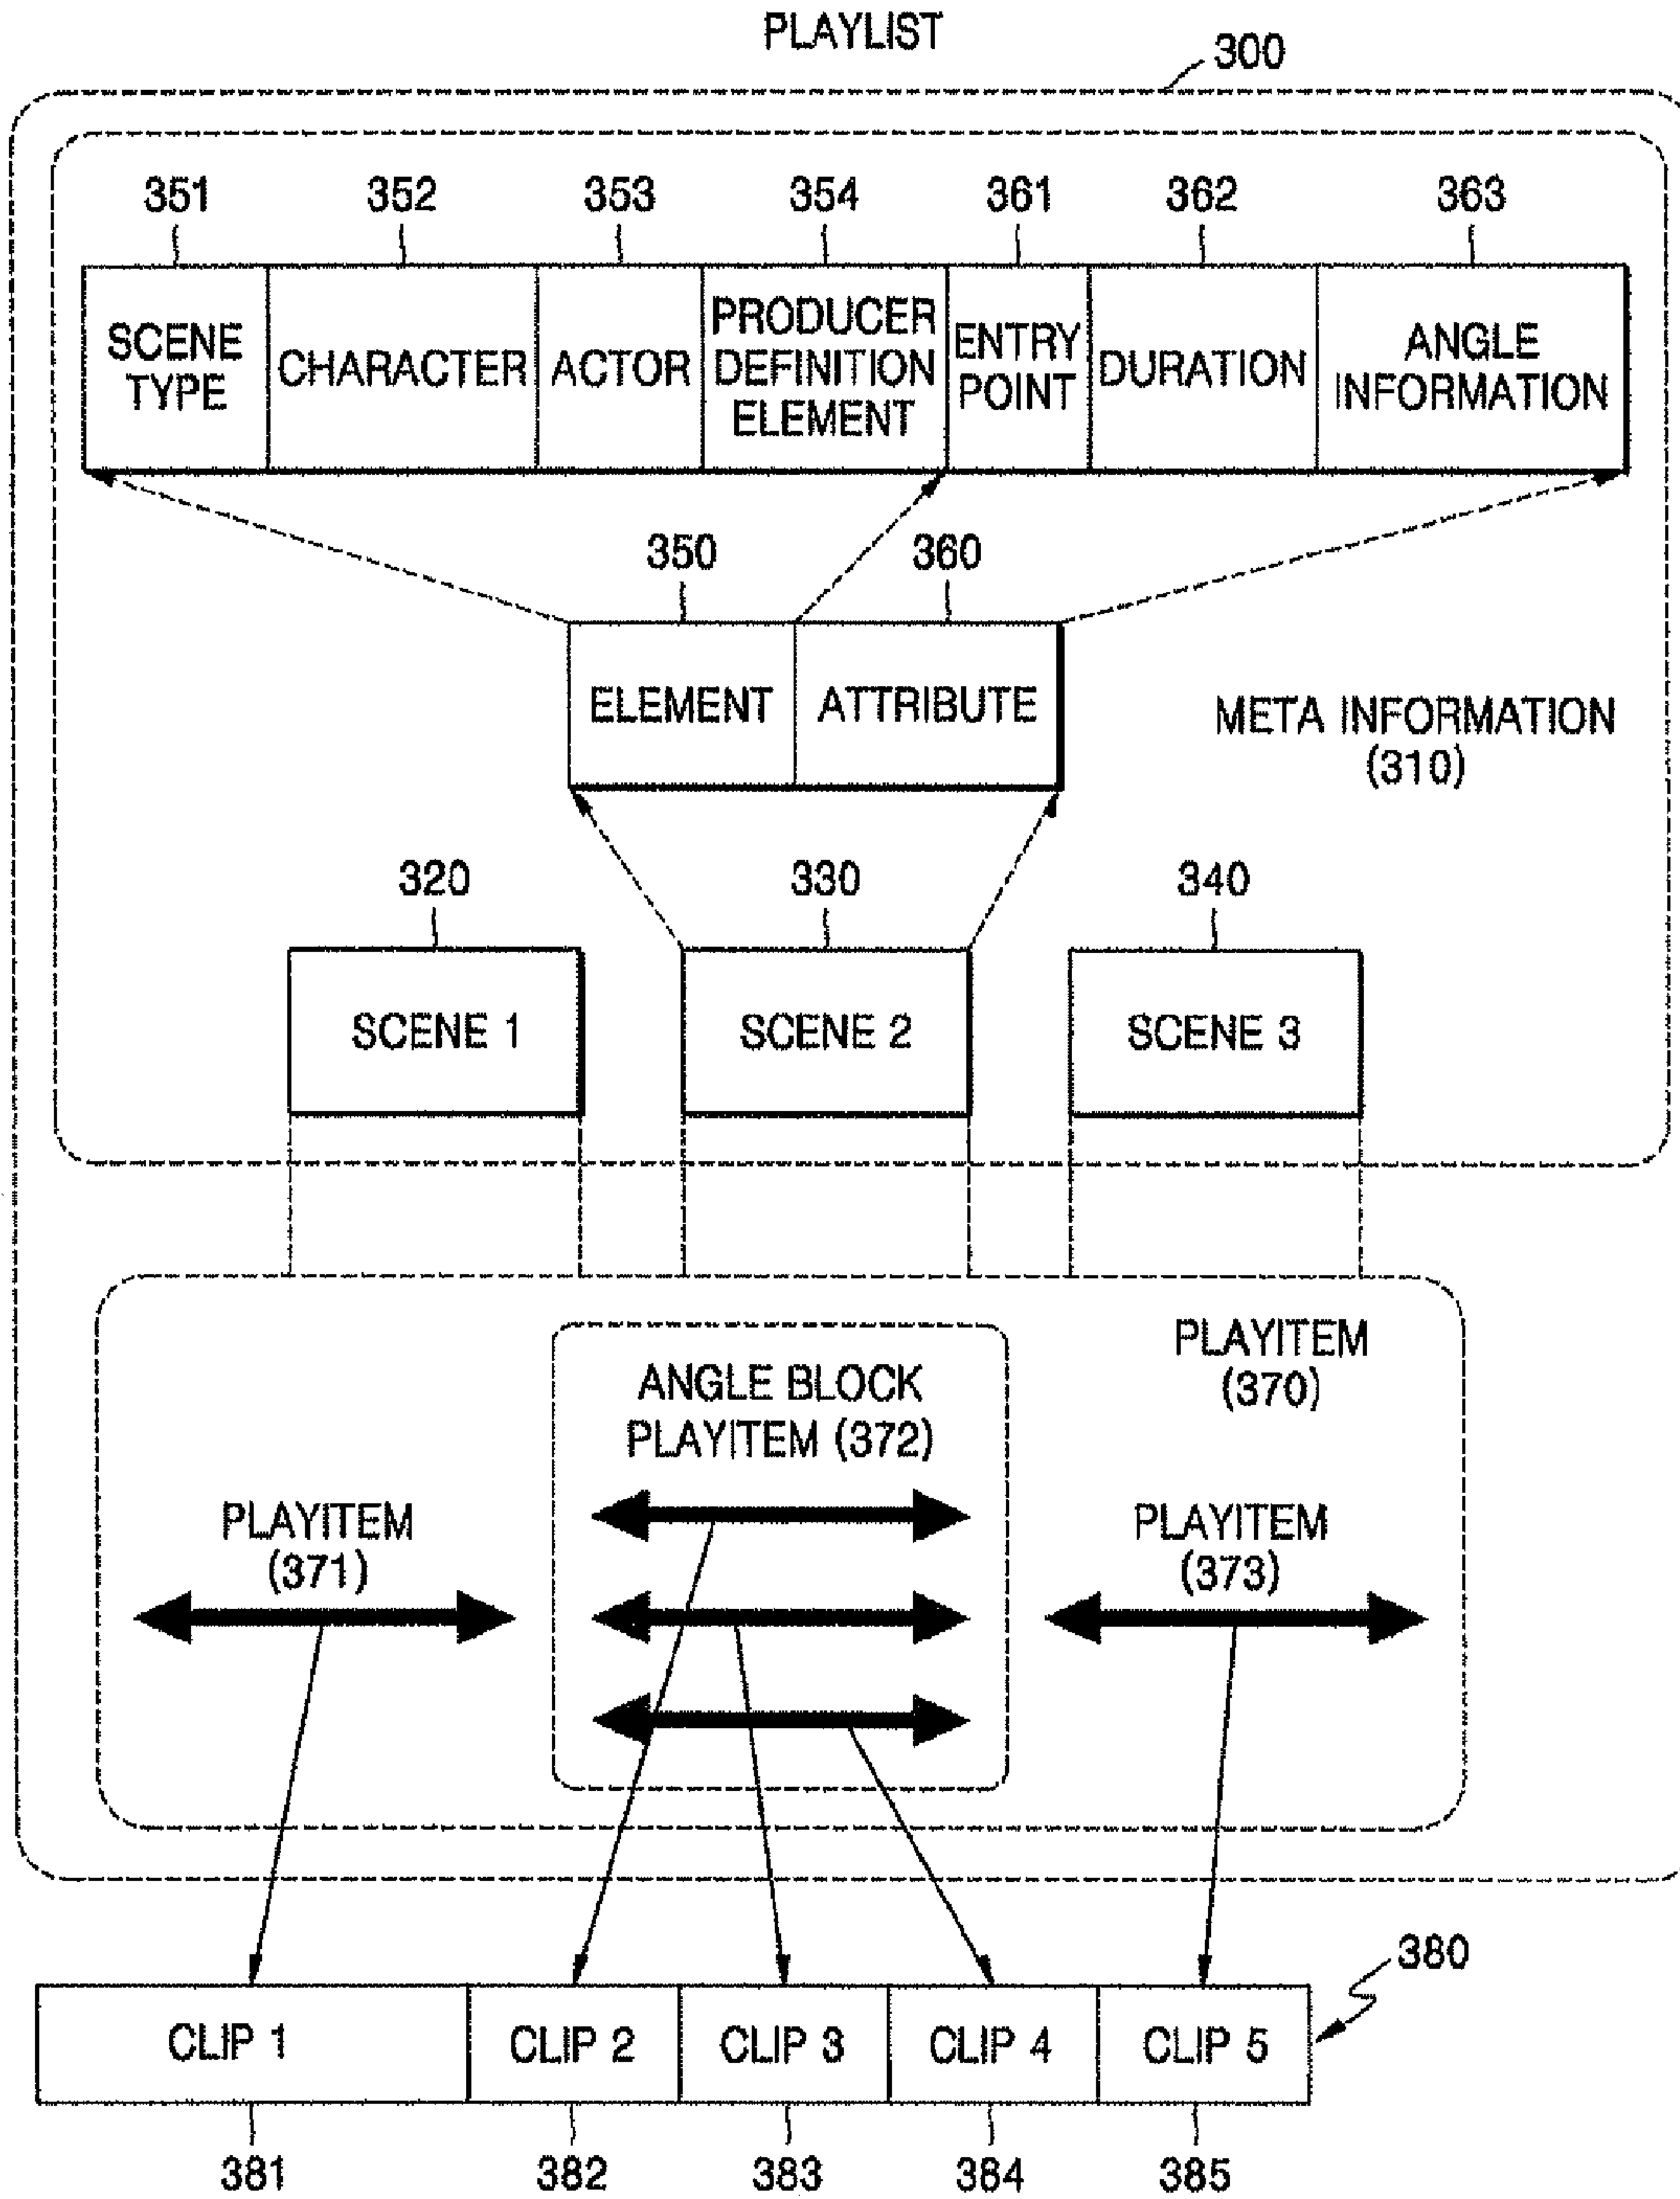 PLAYLIST
300
351 352 353 354 361 362 363
SCENE TYPE
CHARACTER
ACTOR
PRODUCER DEFINITION ELEMENT
ENTRY POINT
DURATION
ANGLE INFORMATION
350 360
ELEMENT ATTRIBUTE
META INFORMATION
(310)
320 330 340
SCENE 1 SCENE 2 SCENE 3
PLAYITEM
(370)
ANGLE BLOCK
PLAYITEM (372)
PLAYITEM
(371)
PLAYITEM
(373)
380
CLIP 1 CLIP 2 CLIP 3 CLIP 4 CLIP 5
381 382 383 384 385